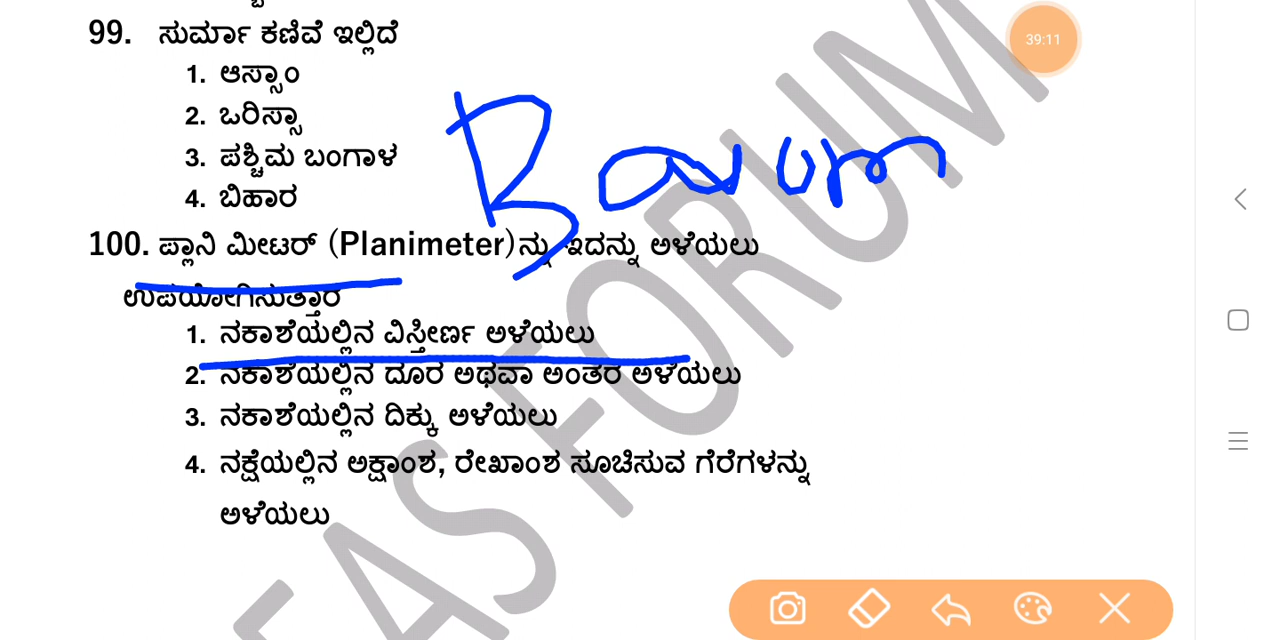 99. ಸುರ್ಮಾ ಕಣಿವೆ ಇಲ್ಲಿದೆ
39:11
1. ಆಸ್ಸಾಂ
2. ಒರಿಸ್ಸಾ
3. ಪಶ್ಚಿಮ ಬಂಗಾಳ
4. ಬಿಹಾರ
100. ಪ್ಲಾನಿ ಮೀಟರ್ (Planimeter)ನ್ನು ಇದನ್ನು ಅಳೆಯಲು
ಉಪಯೋಗಿಸುತ್ತಾರೆ
1. ನಕಾಶೆಯಲ್ಲಿನ ವಿಸ್ತೀರ್ಣ ಅಳೆಯಲು
2. ನಕಾಶೆಯಲ್ಲಿನ ದೂರ ಅಥವಾ ಅಂತರ ಅಳೆಯಲು
3. ನಕಾಶೆಯಲ್ಲಿನ ದಿಕ್ಕು ಅಳೆಯಲು
4. ನಕ್ಷೆಯಲ್ಲಿನ ಅಕ್ಷಾಂಶ, ರೇಖಾಂಶ ಸೂಚಿಸುವ ಗೆರೆಗಳನ್ನು
ಅಳೆಯಲು
EAS FORUM